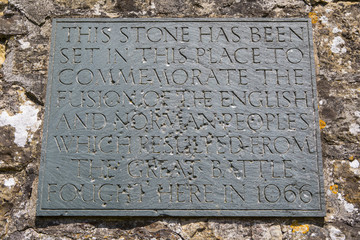 THIS STONE HAS BEEN
SET IN THIS PLACE TO
COMMEMORATE THE
FUSION OF THE ENGLISH
AND NORMAN PEOPLES
WHICH RESULTED FROM
THE GREAT BATTLE
FOUGHT HERE IN 1066